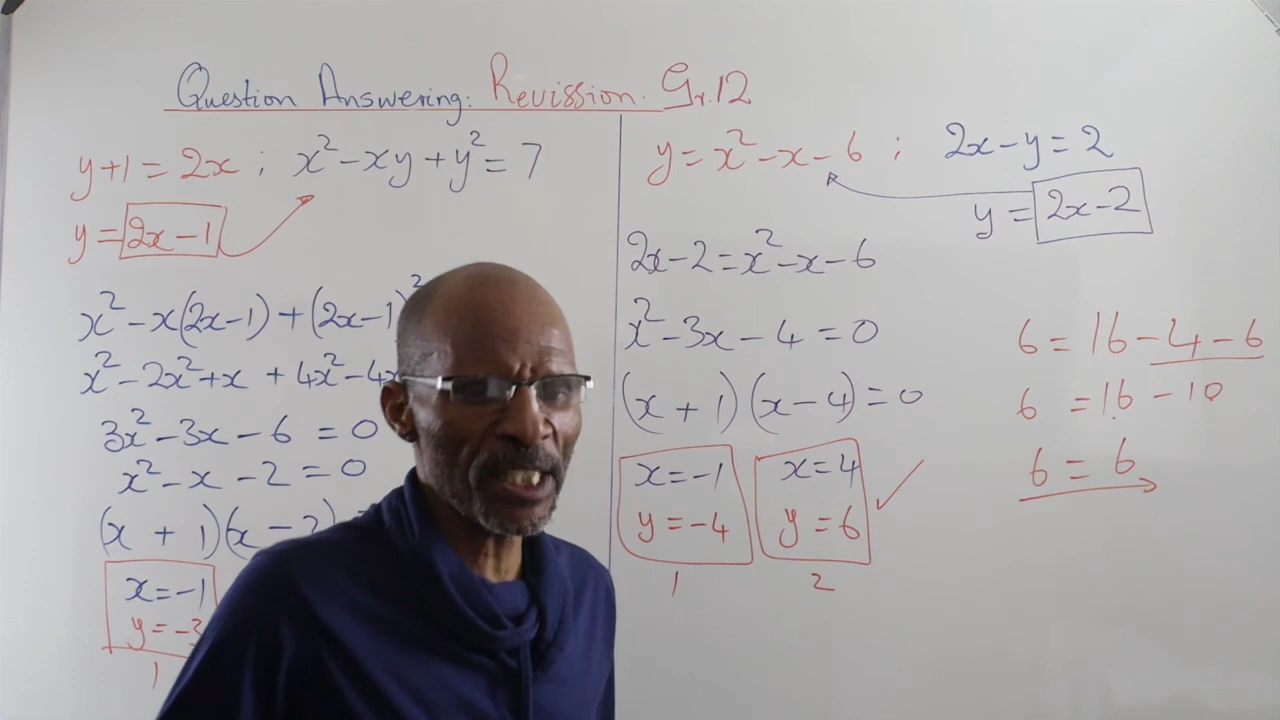 Question Answering: Revission. Gr.12
y+1=2x ; x²-xy+y²=7
y=2x-1
x²-x(2x-1)+(2x-1)²
x²-2x²+x+4x²-4x
3x²-3x-6=0
x²-x-2=0
(x+1)(x-2)
x=-1
y=-3
1
y=x²-x-6 ; 2x-y=2
y=2x-2
2x-2=x²-x-6
x²-3x-4=0
(x+1)(x-4)=0
x=-1 x=4
y=-4 y=6
1 2
6=16-4-6
6=16-10
6=6